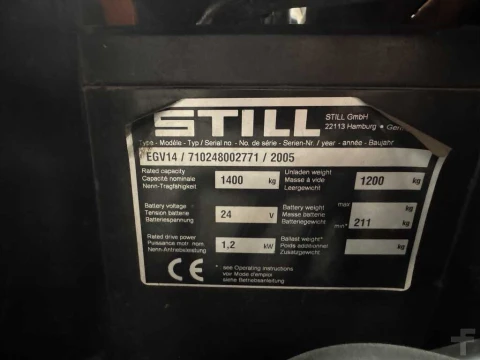 STILL
STILL GmbH
22113 Hamburg • Ger
Type - Modèle - Typ / Serial no. - No. de série - Serien-Nr. / year - année - Baujahr
EGV14 / 710248002771 / 2005
Rated capacity
Capacité nominale
Nenn-Tragfähigkeit
1400 kg
Unladen weight
Masse à vide
Leergewicht
1200 kg
Battery voltage
Tension batterie
Batteriespannung
24 V
Battery weight
Masse batterie
Batteriegewicht
max kg
min* 211 kg
Rated drive power
Puissance motr. nom.
Nenn-Antriebsleistung
1,2 kW
Ballast weight*
Poids additionnel
Zusatzgewicht
kg
CE
* see Operating instructions
voir Mode d'emploi
siehe Betriebsanleitung